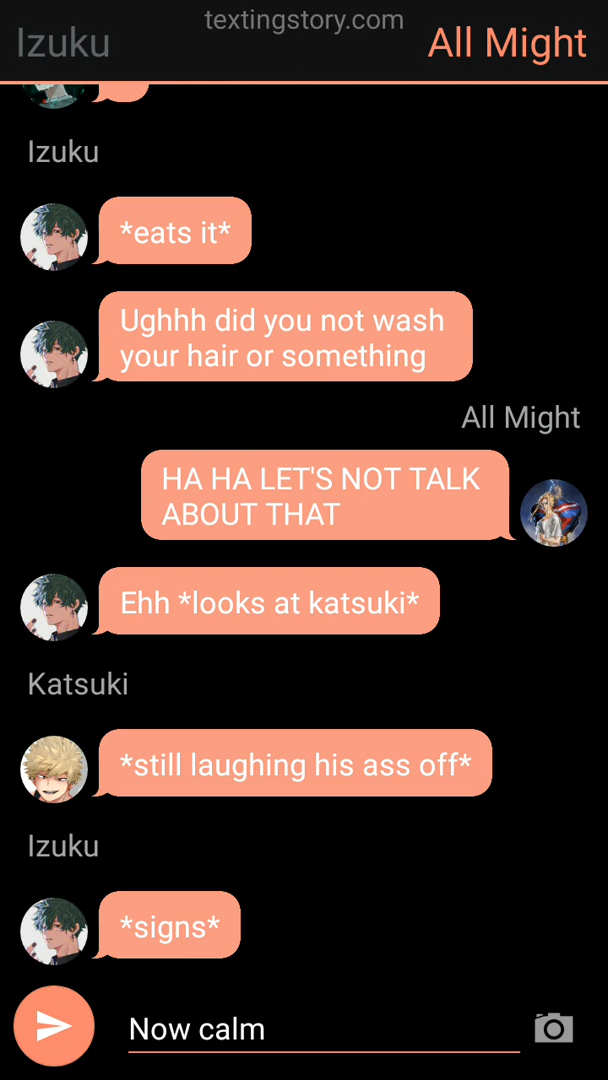 textingstory.com
Izuku
All Might
Izuku
*eats it*
Ughhh did you not wash
your hair or something
All Might
HA HA LET'S NOT TALK
ABOUT THAT
Ehh *looks at katsuki*
Katsuki
*still laughing his ass off*
Izuku
*signs*
Now calm